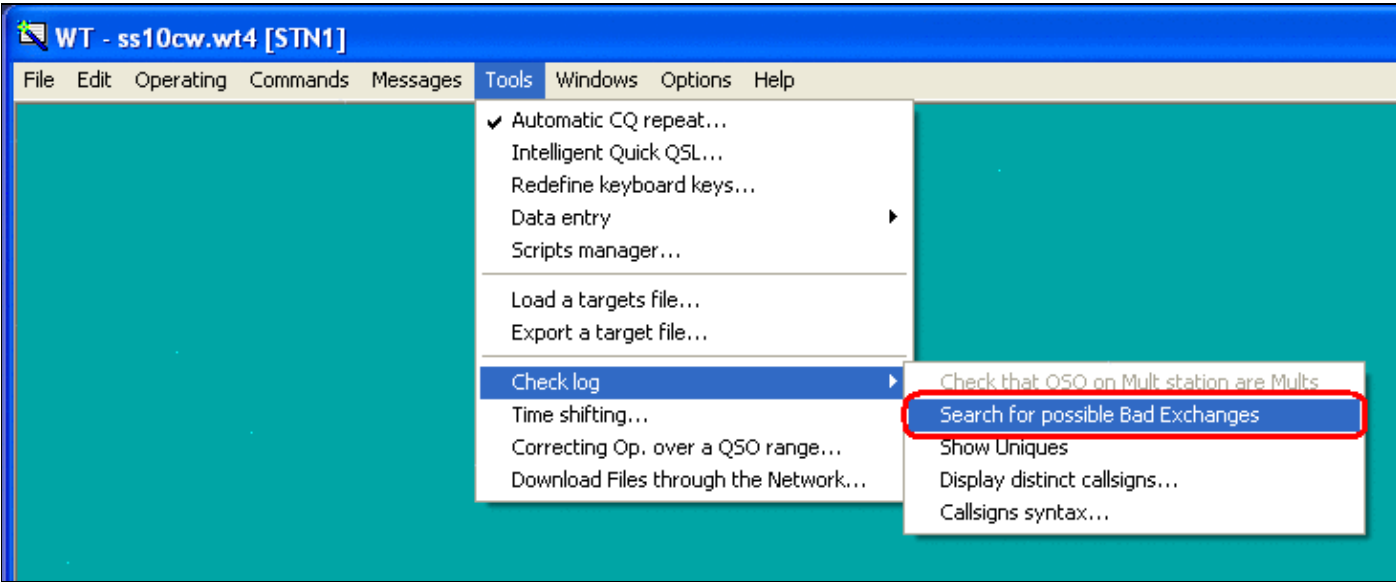 WT - ss10cw.wt4 [STN1]
File Edit Operating Commands Messages Tools Windows Options Help
Automatic CQ repeat...
Intelligent Quick QSL...
Redefine keyboard keys...
Data entry
Scripts manager...
Load a targets file...
Export a target file...
Check log
Time shifting...
Correcting Op. over a QSO range...
Download Files through the Network...
Check that QSO on Mult station are Mults
Search for possible Bad Exchanges
Show Uniques
Display distinct callsigns...
Callsigns syntax...